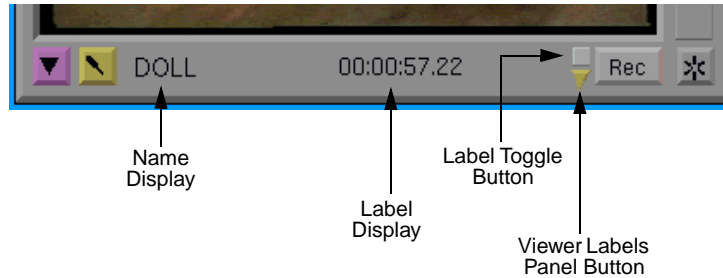 DOLL 00:00:57.22 Rec
Name
Display
Label
Display
Label Toggle
Button
Viewer Labels
Panel Button